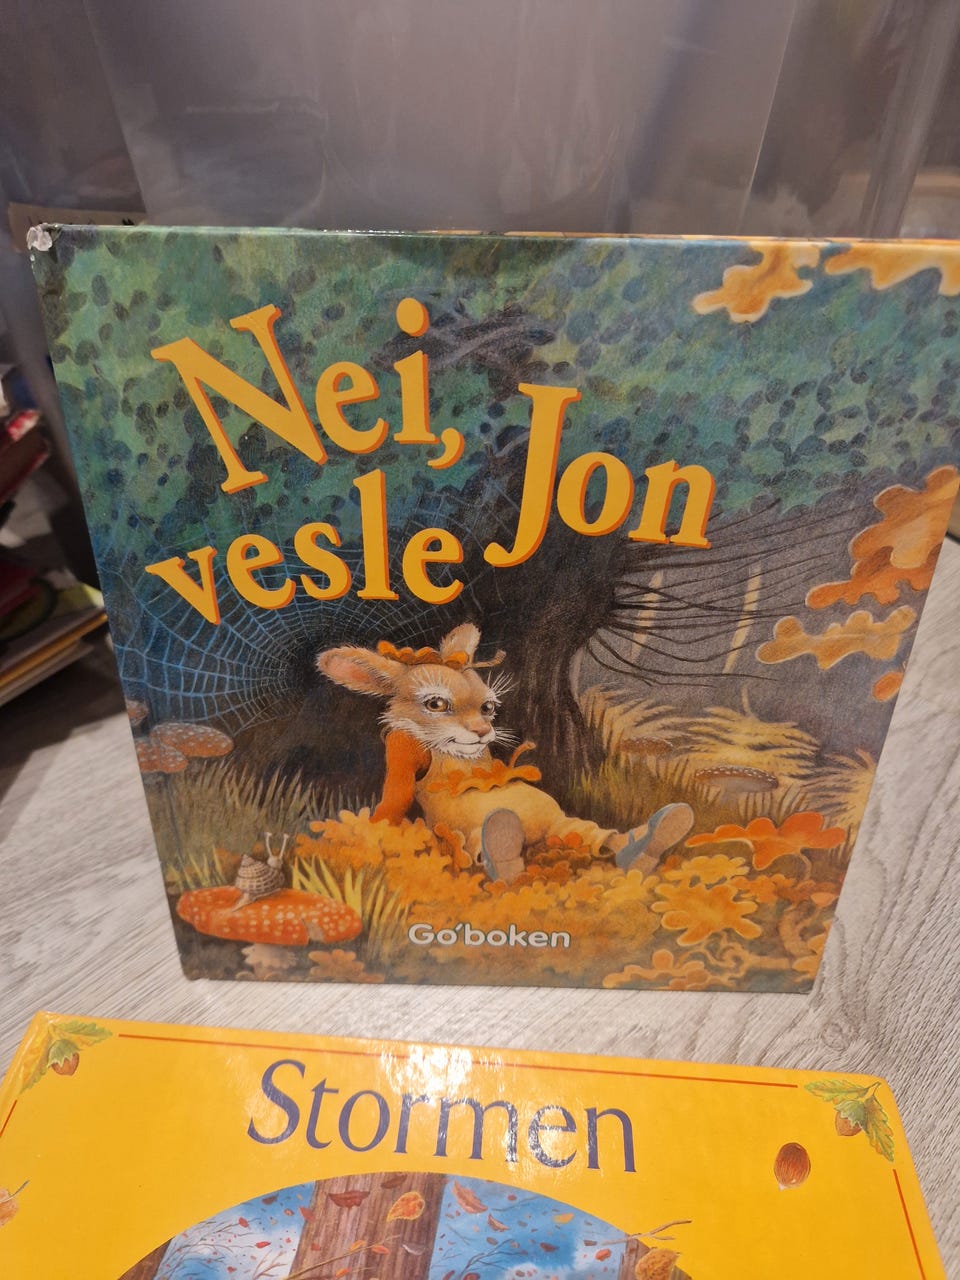 Nei,
vesle Jon
Go'boken
Stormen